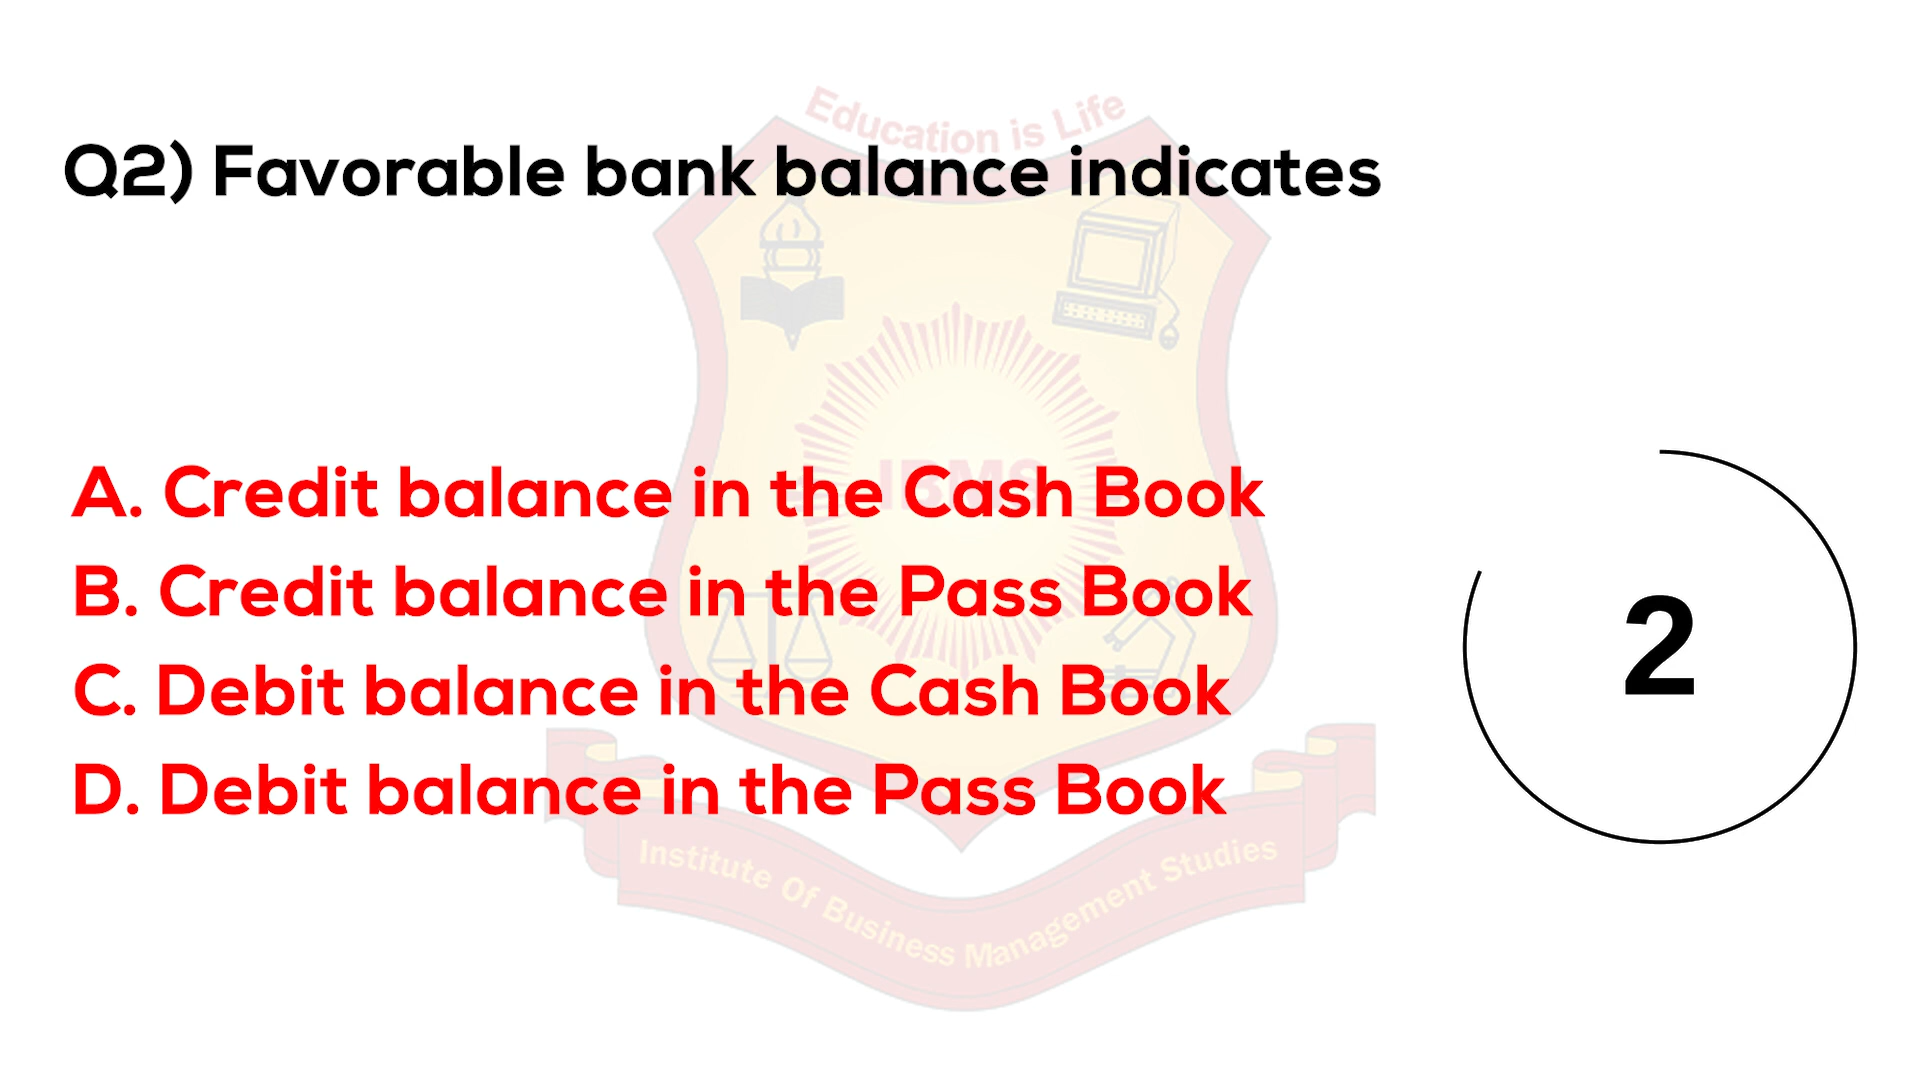 Education is Life
Q2) Favorable bank balance indicates
IBMS
A. Credit balance in the Cash Book
B. Credit balance in the Pass Book
C. Debit balance in the Cash Book
D. Debit balance in the Pass Book
2
Institute Of Business Management Studies